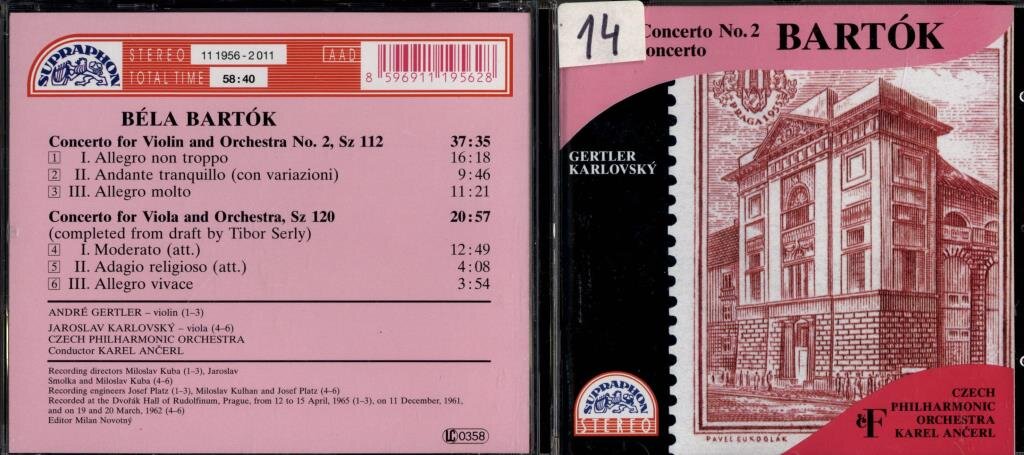 SUPRAPHON
STEREO 11 1956-2011 AAD
TOTAL TIME 58:40
8 596911 195628
BÉLA BARTÓK
Concerto for Violin and Orchestra No. 2, Sz 112 37:35
1 I. Allegro non troppo 16:18
2 II. Andante tranquillo (con variazioni) 9:46
3 III. Allegro molto 11:21
Concerto for Viola and Orchestra, Sz 120 20:57
(completed from draft by Tibor Serly)
4 I. Moderato (att.) 12:49
5 II. Adagio religioso (att.) 4:08
6 III. Allegro vivace 3:54
ANDRÉ GERTLER – violin (1–3)
JAROSLAV KARLOVSKÝ – viola (4–6)
CZECH PHILHARMONIC ORCHESTRA
Conductor KAREL ANČERL
Recording directors Miloslav Kuba (1–3), Jaroslav
Smolka and Miloslav Kuba (4–6)
Recording engineers Josef Platz (1–3), Miloslav Kulhan and Josef Platz (4–6)
Recorded at the Dvořák Hall of Rudolfinum, Prague, from 12 to 15 April, 1965 (1–3), on 11 December, 1961,
and on 19 and 20 March, 1962 (4–6)
Editor Milan Novotný
LC 0358
14
Concerto No. 2
oncerto
BARTÓK
PRAGA 1955
GERTLER
KARLOVSKÝ
SUPRAPHON
STEREO
CZECH
PHILHARMONIC
ORCHESTRA
KAREL ANČERL